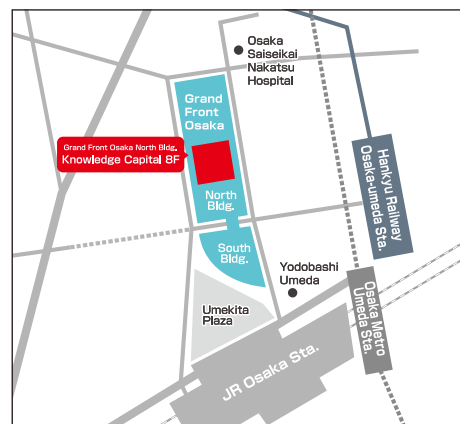 Osaka
Saiseikai
Nakatsu
Hospital
Grand
Front
Osaka
Grand Front Osaka North Bldg.
Knowledge Capital 8F
North
Bldg.
South
Bldg.
Hankyu Railway
Osaka-umeda Sta.
Yodobashi
Umeda
Umekita
Plaza
Osaka Metro
Umeda Sta.
JR Osaka Sta.